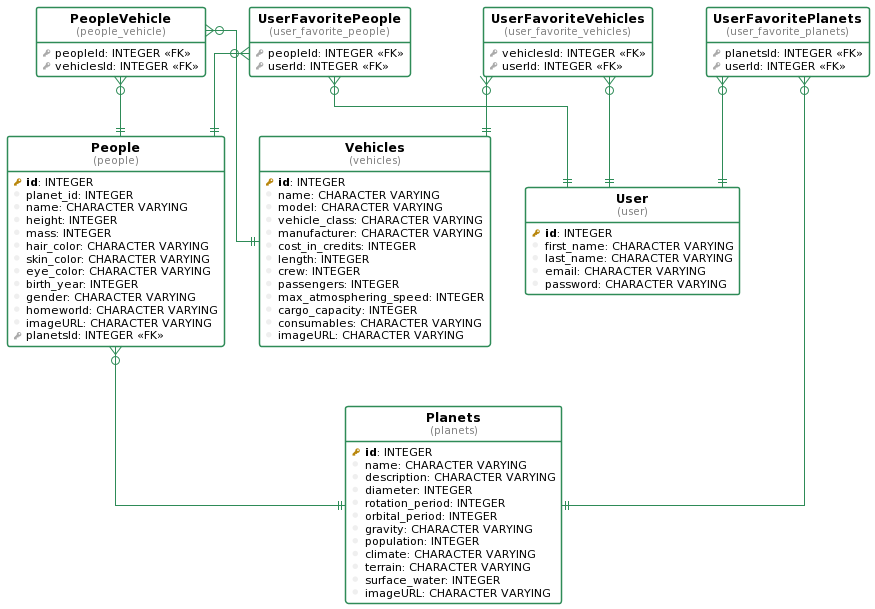 PeopleVehicle
(people_vehicle)
peopleId: INTEGER «FK»
vehiclesId: INTEGER «FK»
UserFavoritePeople
(user_favorite_people)
peopleId: INTEGER «FK»
userId: INTEGER «FK»
UserFavoriteVehicles
(user_favorite_vehicles)
vehiclesId: INTEGER «FK»
userId: INTEGER «FK»
UserFavoritePlanets
(user_favorite_planets)
planetsId: INTEGER «FK»
userId: INTEGER «FK»
People
(people)
id: INTEGER
planet_id: INTEGER
name: CHARACTER VARYING
height: INTEGER
mass: INTEGER
hair_color: CHARACTER VARYING
skin_color: CHARACTER VARYING
eye_color: CHARACTER VARYING
birth_year: INTEGER
gender: CHARACTER VARYING
homeworld: CHARACTER VARYING
imageURL: CHARACTER VARYING
planetsId: INTEGER «FK»
Vehicles
(vehicles)
id: INTEGER
name: CHARACTER VARYING
model: CHARACTER VARYING
vehicle_class: CHARACTER VARYING
manufacturer: CHARACTER VARYING
cost_in_credits: INTEGER
length: INTEGER
crew: INTEGER
passengers: INTEGER
max_atmosphering_speed: INTEGER
cargo_capacity: INTEGER
consumables: CHARACTER VARYING
imageURL: CHARACTER VARYING
User
(user)
id: INTEGER
first_name: CHARACTER VARYING
last_name: CHARACTER VARYING
email: CHARACTER VARYING
password: CHARACTER VARYING
Planets
(planets)
id: INTEGER
name: CHARACTER VARYING
description: CHARACTER VARYING
diameter: INTEGER
rotation_period: INTEGER
orbital_period: INTEGER
gravity: CHARACTER VARYING
population: INTEGER
climate: CHARACTER VARYING
terrain: CHARACTER VARYING
surface_water: INTEGER
imageURL: CHARACTER VARYING